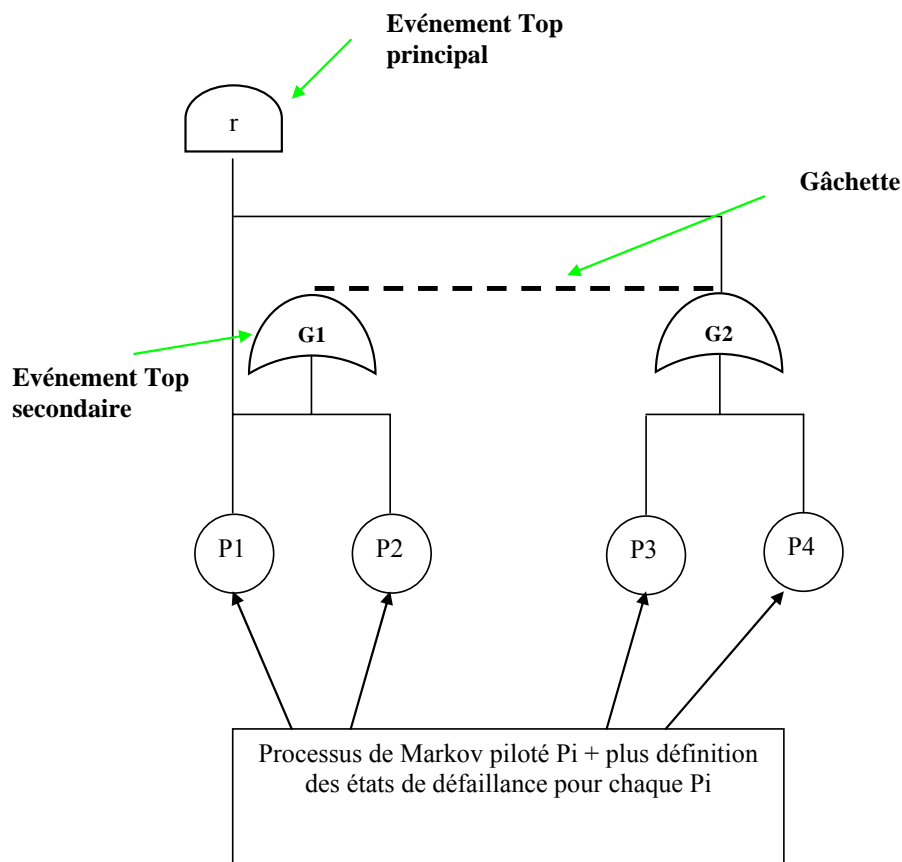 Evénement Top
principal
r
Gâchette
G1
G2
Evénement Top
secondaire
P1
P2
P3
P4
Processus de Markov piloté Pi + plus définition
des états de défaillance pour chaque Pi